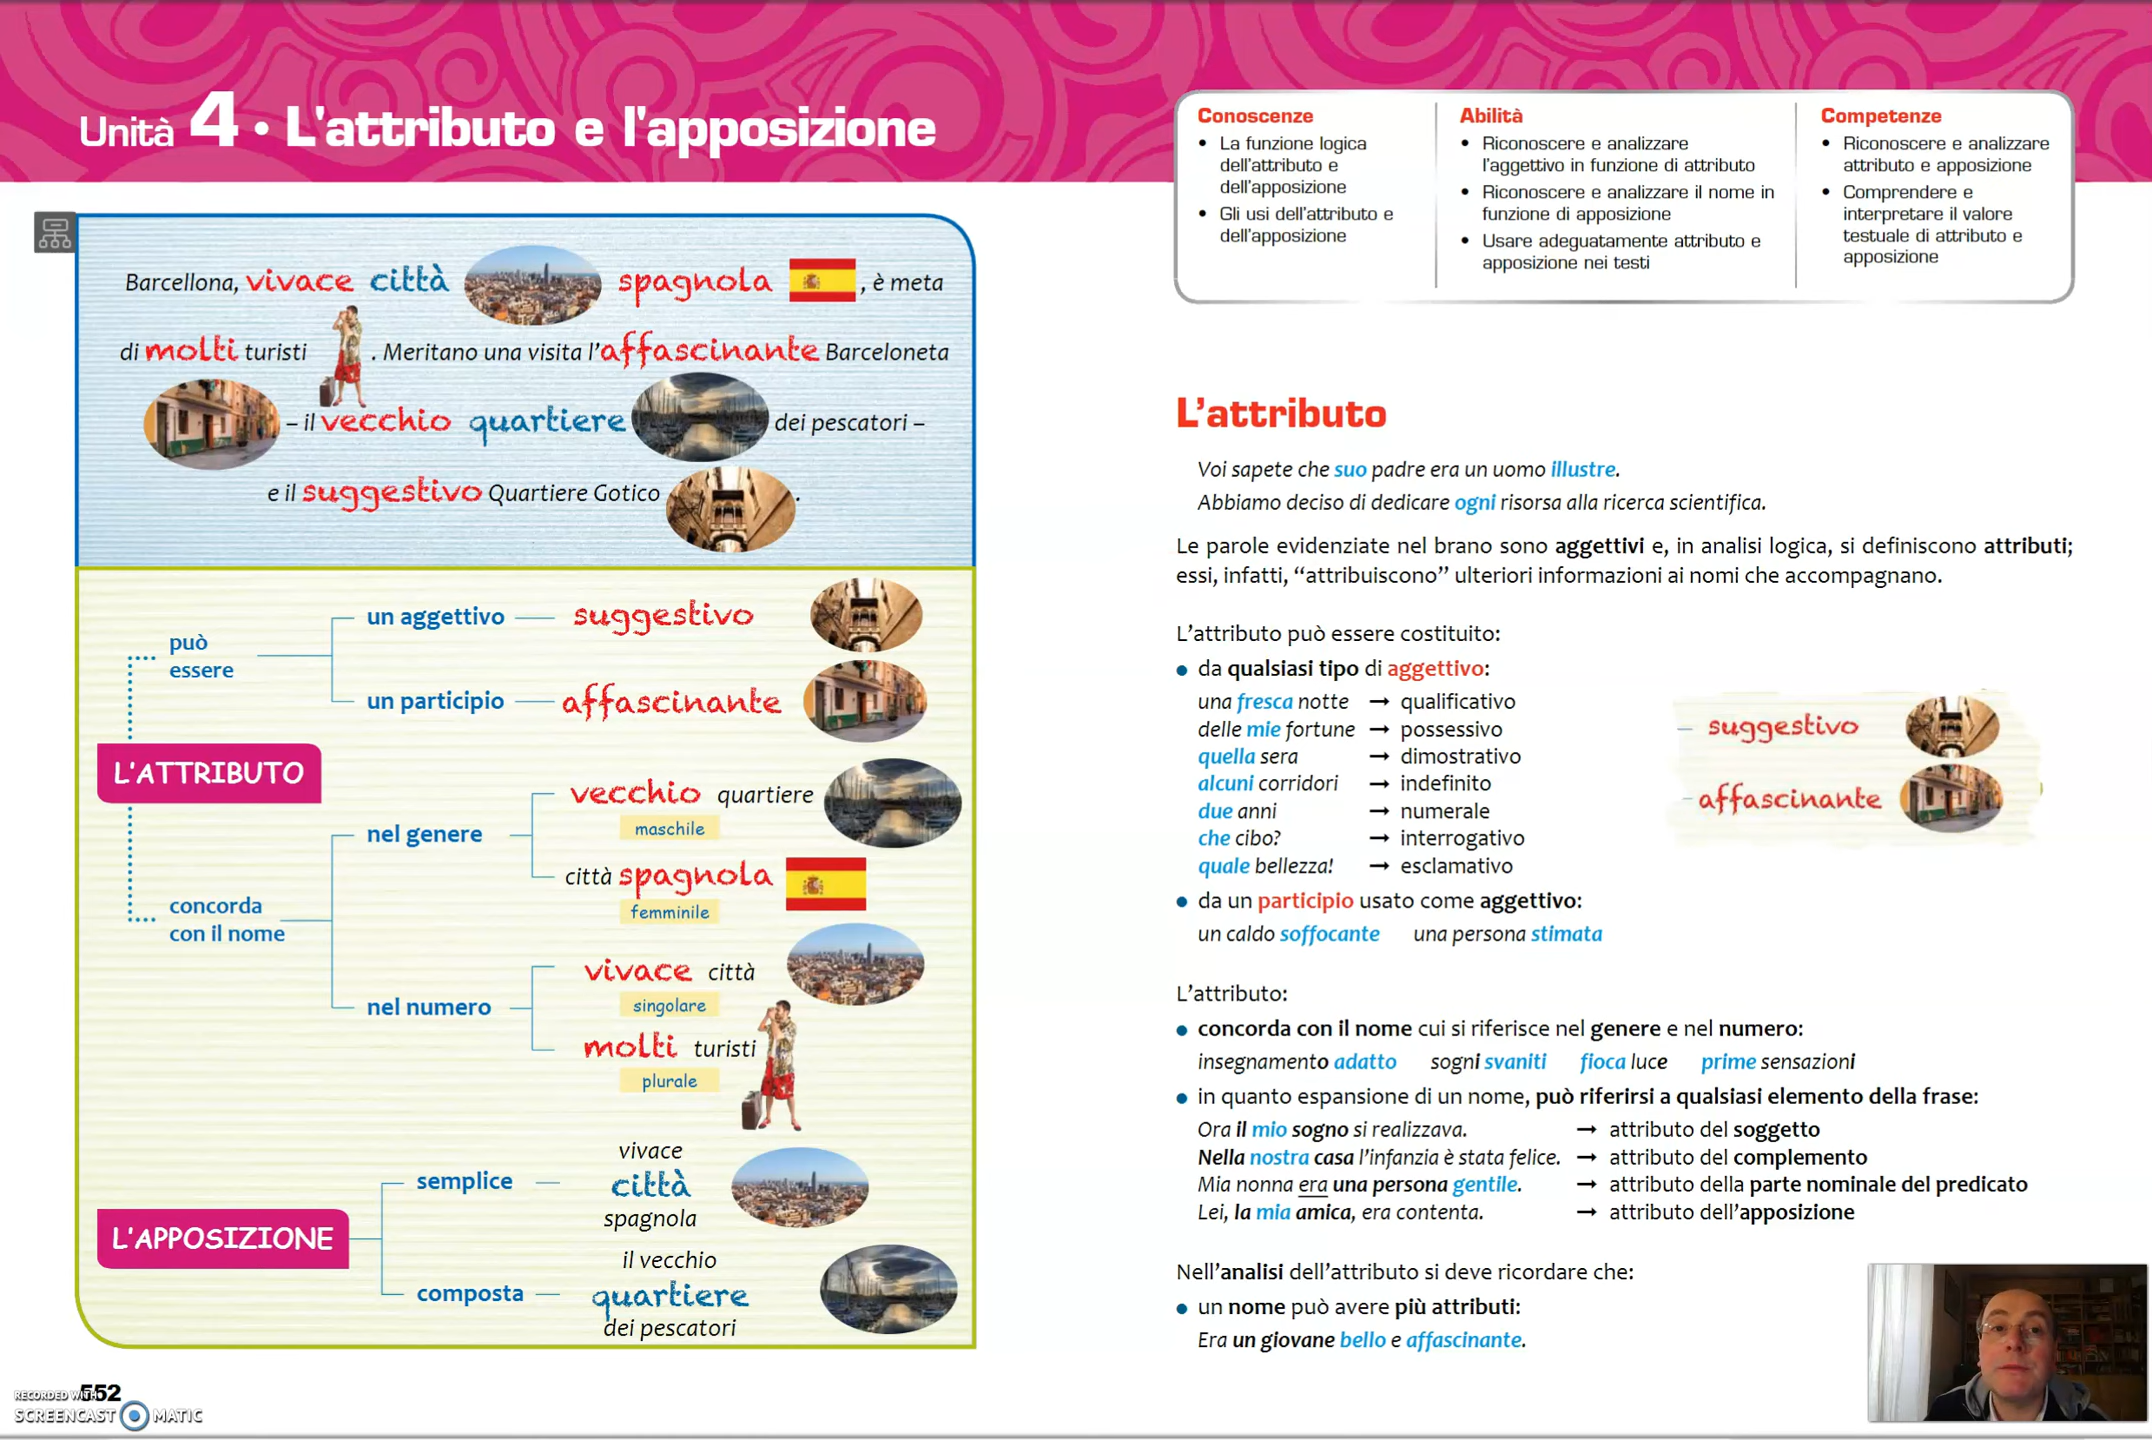 Unità 4 • L'attributo e l'apposizione
Conoscenze
• La funzione logica
dell'attributo e
dell'apposizione
• Gli usi dell'attributo e
dell'apposizione
Abilità
• Riconoscere e analizzare
l'aggettivo in funzione di attributo
• Riconoscere e analizzare il nome in
funzione di apposizione
• Usare adeguatamente attributo e
apposizione nei testi
Competenze
• Riconoscere e analizzare
attributo e apposizione
• Comprendere e
interpretare il valore
testuale di attributo e
apposizione
Barcellona, vivace città spagnola, è meta
di molti turisti. Meritano una visita l'affascinante Barceloneta
– il vecchio quartiere dei pescatori –
e il suggestivo Quartiere Gotico.
L'ATTRIBUTO
può
essere
un aggettivo
suggestivo
un participio
affascinante
concorda
con il nome
nel genere
vecchio quartiere
maschile
città spagnola
femminile
nel numero
vivace città
singolare
molti turisti
plurale
L'APPOSIZIONE
semplice
vivace
città
spagnola
composta
il vecchio
quartiere
dei pescatori
552
RECORDED WITH
SCREENCAST MATIC
L'attributo
Voi sapete che suo padre era un uomo illustre.
Abbiamo deciso di dedicare ogni risorsa alla ricerca scientifica.
Le parole evidenziate nel brano sono aggettivi e, in analisi logica, si definiscono attributi;
essi, infatti, “attribuiscono” ulteriori informazioni ai nomi che accompagnano.
L'attributo può essere costituito:
• da qualsiasi tipo di aggettivo:
una fresca notte → qualificativo
delle mie fortune → possessivo
quella sera → dimostrativo
alcuni corridori → indefinito
due anni → numerale
che cibo? → interrogativo
quale bellezza! → esclamativo
suggestivo
affascinante
• da un participio usato come aggettivo:
un caldo soffocante una persona stimata
L'attributo:
• concorda con il nome cui si riferisce nel genere e nel numero:
insegnamento adatto sogni svaniti fioca luce prime sensazioni
• in quanto espansione di un nome, può riferirsi a qualsiasi elemento della frase:
Ora il mio sogno si realizzava. → attributo del soggetto
Nella nostra casa l'infanzia è stata felice. → attributo del complemento
Mia nonna era una persona gentile. → attributo della parte nominale del predicato
Lei, la mia amica, era contenta. → attributo dell'apposizione
Nell'analisi dell'attributo si deve ricordare che:
• un nome può avere più attributi:
Era un giovane bello e affascinante.